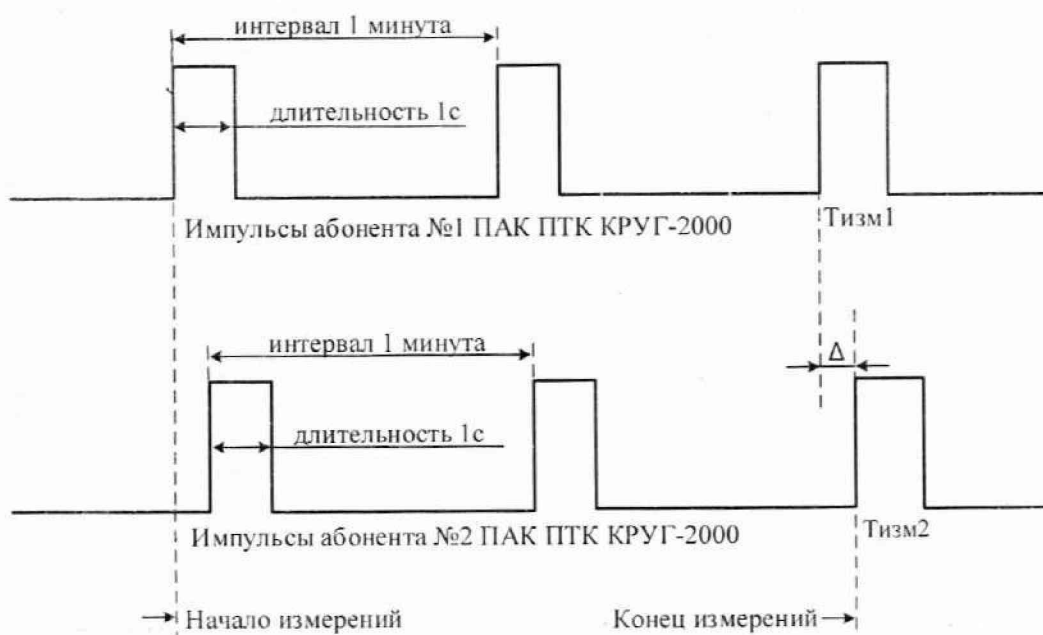 интервал 1 минута
длительность 1с
Импульсы абонента №1 ПАК ПТК КРУГ-2000
Тизм1
интервал 1 минута
Δ
длительность 1с
Импульсы абонента №2 ПАК ПТК КРУГ-2000
Тизм2
Начало измерений
Конец измерений